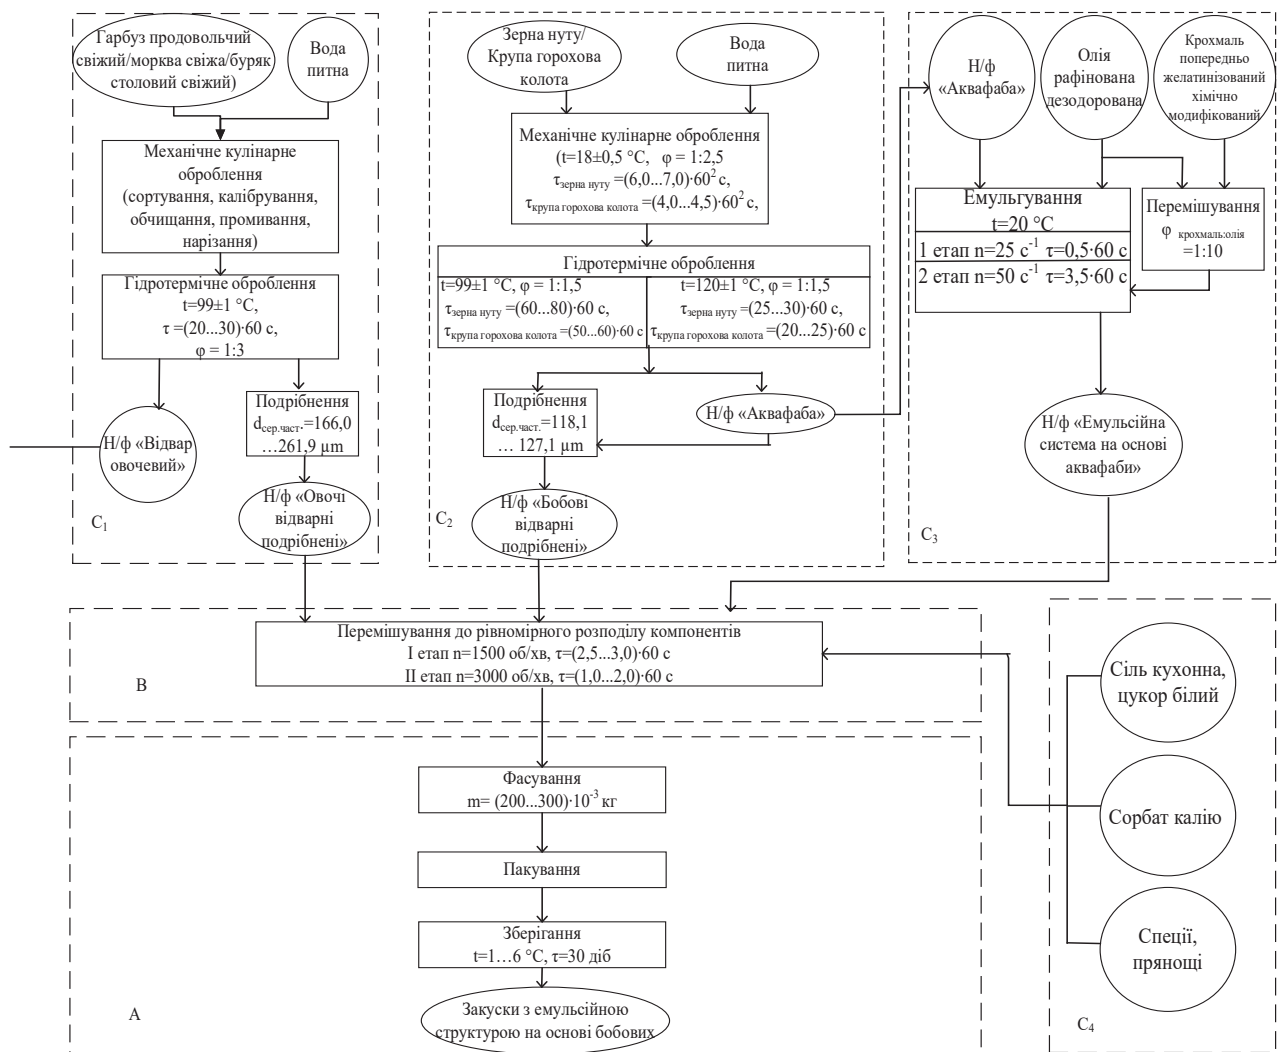 Гарбуз продовольчий
свіжий/морква свіжа/буряк
столовий свіжий)
Вода
питна
Механічне кулінарне
оброблення
(сортування, калібрування,
обчищання, промивання,
нарізання)
Гідротермічне оброблення
t=99±1 °C,
τ =(20...30)·60 с,
φ = 1:3
Подрібнення
dсер.част.=166,0
…261,9 µm
Н/ф «Відвар
овочевий»
Н/ф «Овочі
відварні
подрібнені»
С1
Зерна нуту/
Крупа горохова
колота
Вода
питна
Механічне кулінарне оброблення
(t=18±0,5 °C, φ = 1:2,5
τзерна нуту =(6,0...7,0)·60² с,
τкрупа горохова колота =(4,0...4,5)·60² с,
Гідротермічне оброблення
t=99±1 °C, φ = 1:1,5
τзерна нуту =(60...80)·60 с,
τкрупа горохова колота =(50...60)·60 с
t=120±1 °C, φ = 1:1,5
τзерна нуту =(25...30)·60 с,
τкрупа горохова колота =(20...25)·60 с
Подрібнення
dсер.част.=118,1
… 127,1 µm
Н/ф «Аквафаба»
Н/ф «Бобові
відварні
подрібнені»
С2
Н/ф
«Аквафаба»
Олія
рафінована
дезодорована
Крохмаль
попередньо
желатинізований
хімічно
модифікований
Емульгування
t=20 °C
1 етап n=25 с⁻¹ τ=0,5·60 с
2 етап n=50 с⁻¹ τ=3,5·60 с
Перемішування
φ крохмаль:олія
=1:10
Н/ф «Емульсійна
система на основі
аквафаби»
С3
Перемішування до рівномірного розподілу компонентів
I етап n=1500 об/хв, τ=(2,5...3,0)·60 с
II етап n=3000 об/хв, τ=(1,0...2,0)·60 с
В
Сіль кухонна,
цукор білий
Сорбат калію
Спеції,
прянощі
С4
Фасування
m= (200...300)·10⁻³ кг
Пакування
Зберігання
t=1…6 °C, τ=30 діб
Закуски з емульсійною
структурою на основі бобових
А